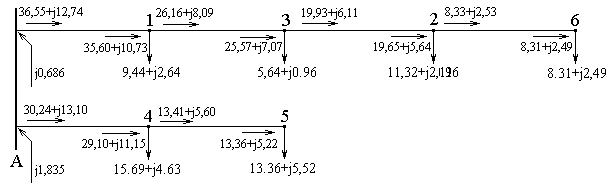 36,55+j12,74
1
26,16+j8,09
3
19,93+j6,11
2
8,33+j2,53
6
35,60+j10,73
25,57+j7,07
19,65+j5,64
8,31+j2,49
j0,686
9,44+j2,64
5,64+j0.96
8.31+j2,49
30,24+j13,10
4
13,41+j5,60
5
29,10+j11,15
13,36+j5,22
A
j1,835
15.69+j4.63
13.36+j5,52